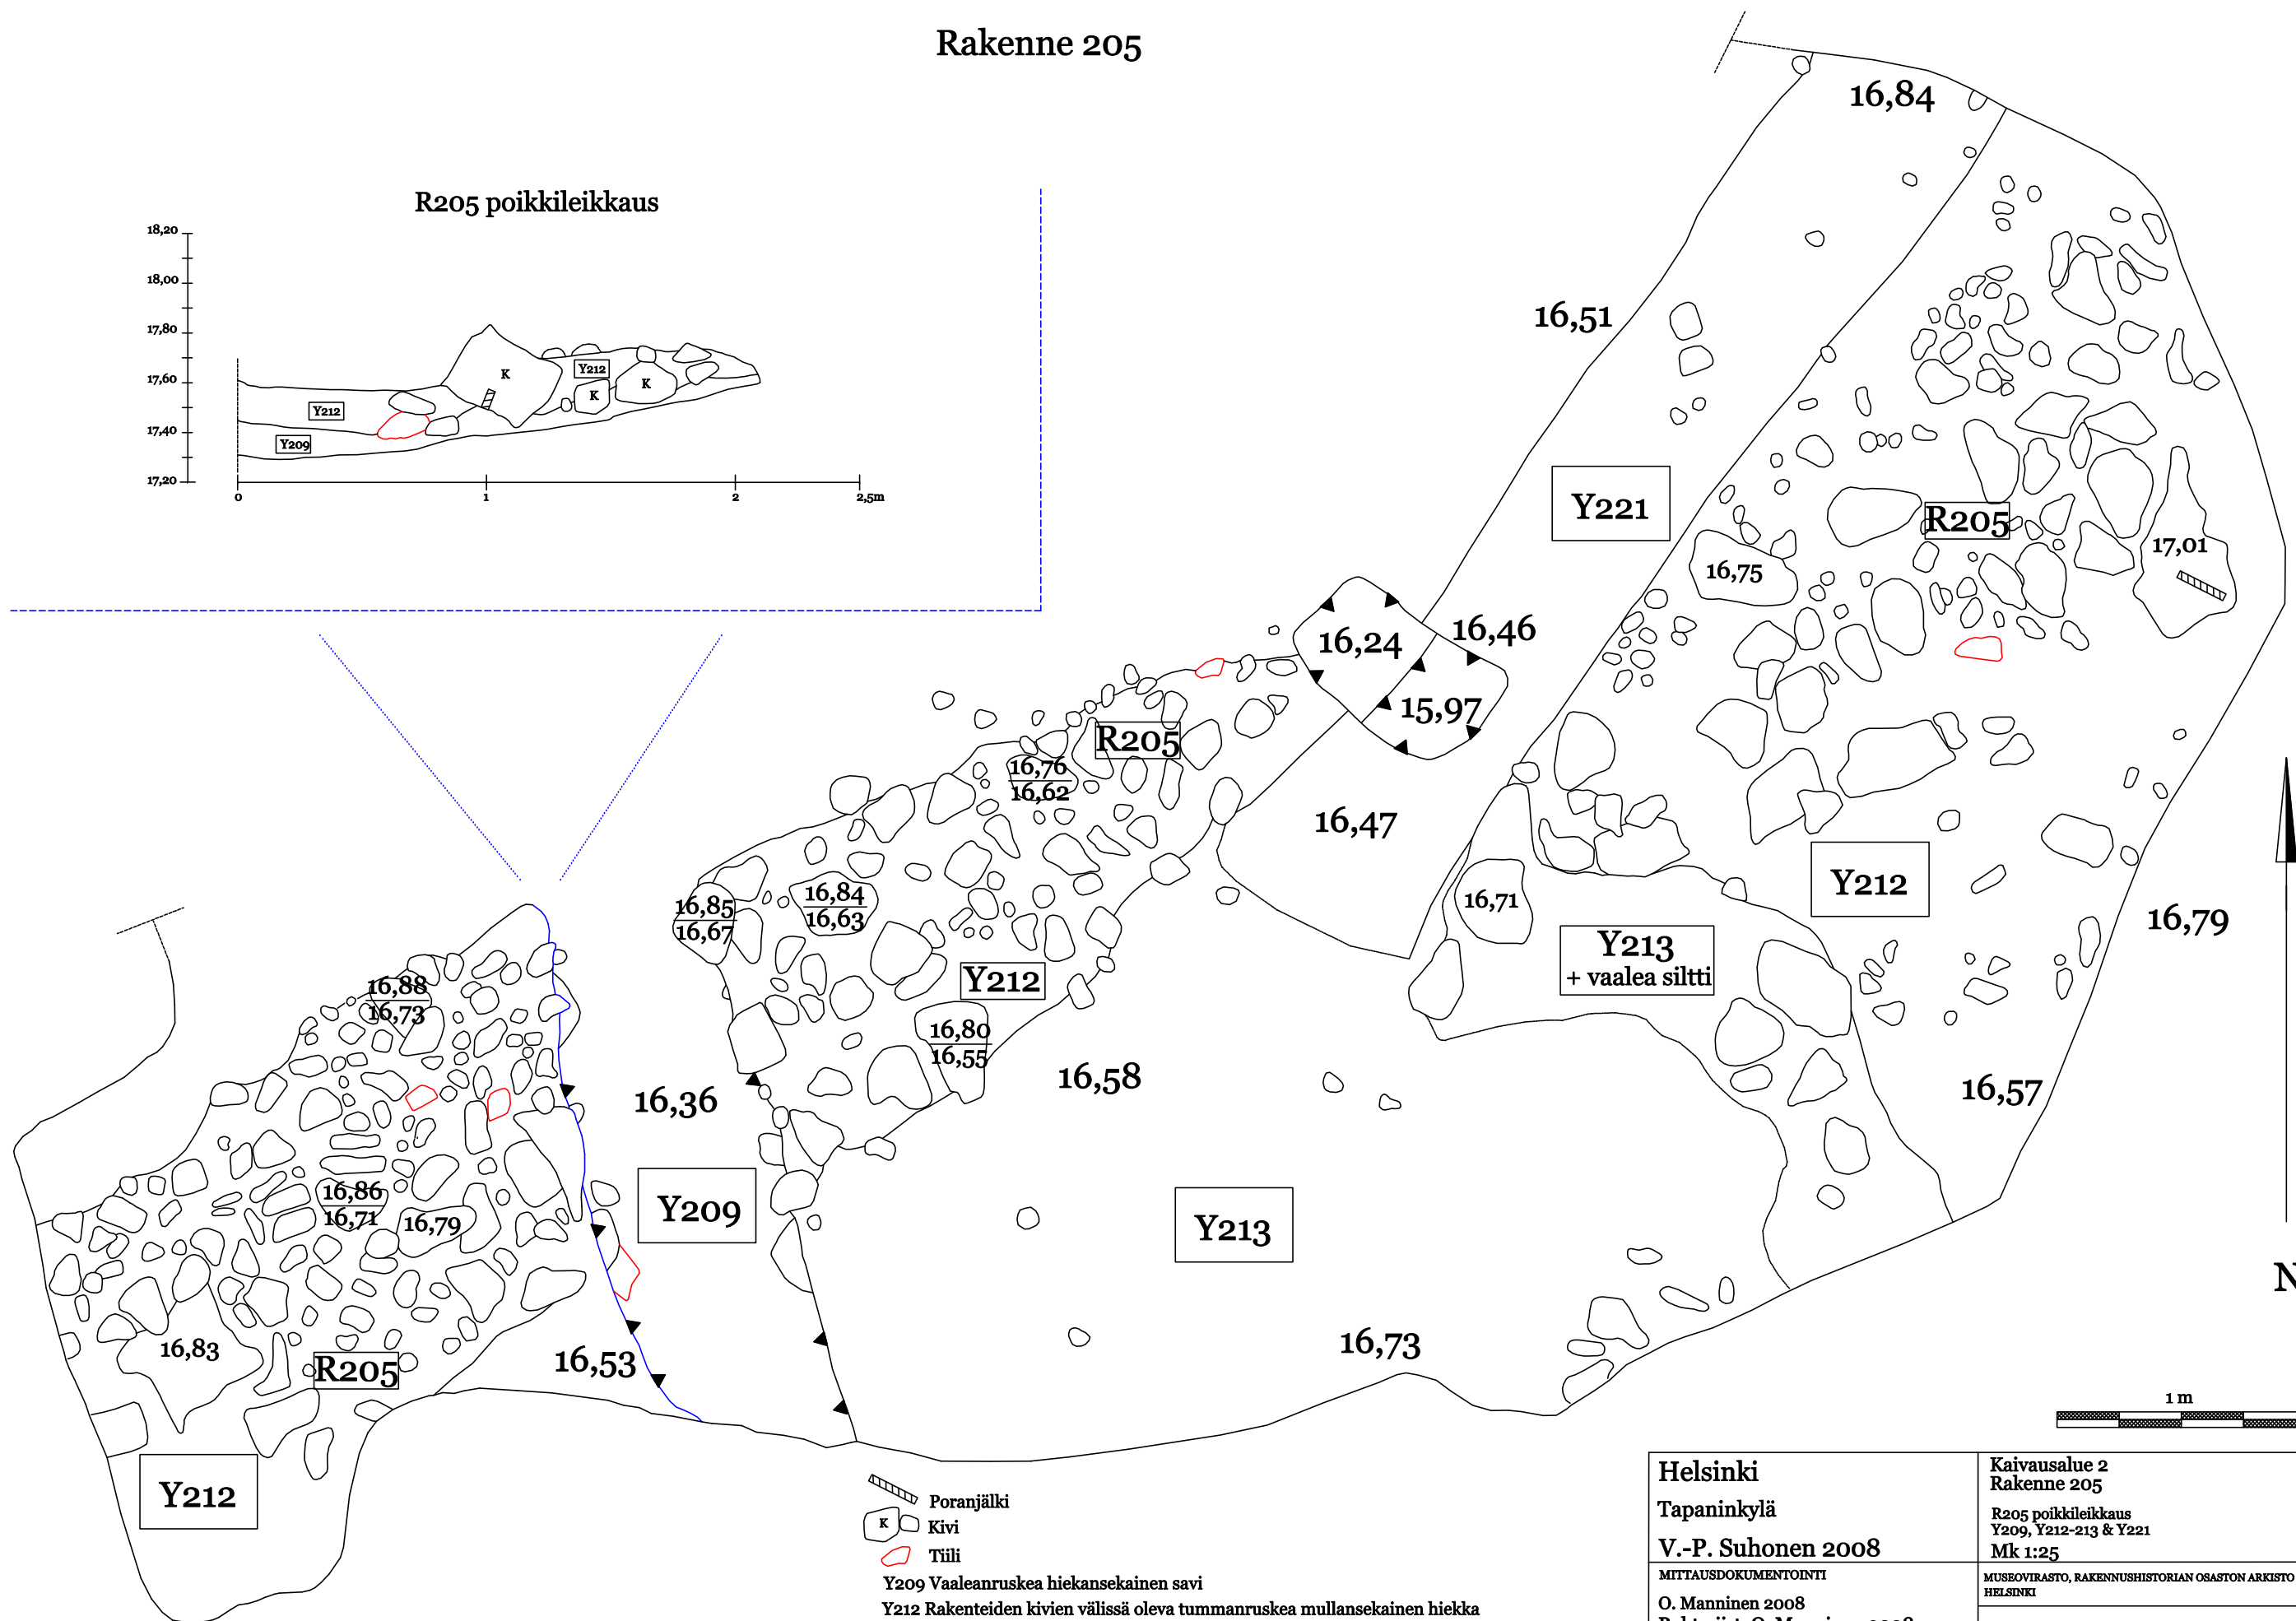 Rakenne 205
R205 poikkileikkaus
18,20
18,00
17,80
17,60
17,40
17,20
0
1
2
2,5m
K
K
K
Y212
Y212
Y209
16,84
16,51
Y221
R205
17,01
16,75
16,24
16,46
15,97
R205
16,76
16,62
16,47
16,71
Y212
16,79
16,85
16,67
16,84
16,63
Y213
+ vaalea siltti
Y212
16,88
16,73
16,80
16,55
16,58
16,57
16,36
16,86
16,71
16,79
Y209
Y213
16,83
R205
16,53
16,73
Y212
N
1 m
Poranjälki
K
Kivi
Tiili
Y209 Vaaleanruskea hiekansekainen savi
Y212 Rakenteiden kivien välissä oleva tummanruskea mullansekainen hiekka
Helsinki
Tapaninkylä
V.-P. Suhonen 2008
Kaivausalue 2
Rakenne 205
R205 poikkileikkaus
Y209, Y212-213 & Y221
Mk 1:25
MITTAUSDOKUMENTOINTI
O. Manninen 2008
MUSEOVIRASTO, RAKENNUSHISTORIAN OSASTON ARKISTO
HELSINKI